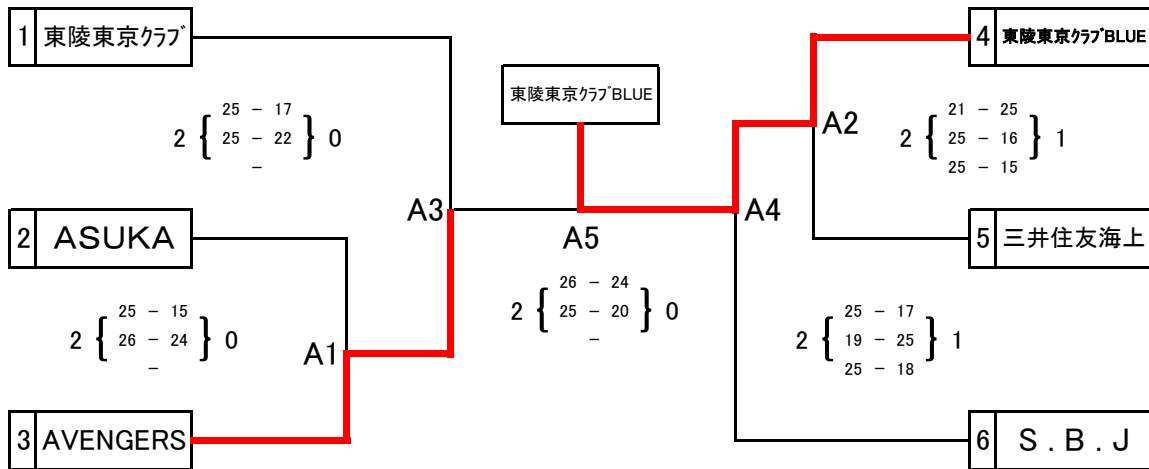 1 東陵東京ｸﾗﾌﾞ
4 東陵東京ｸﾗﾌﾞBLUE
東陵東京ｸﾗﾌﾞBLUE
25 － 17
2 { 25 － 22 } 0
－
A2
21 － 25
2 { 25 － 16 } 1
25 － 15
A3
A4
2 ASUKA
A5
5 三井住友海上
26 － 24
2 { 25 － 20 } 0
－
25 － 15
2 { 26 － 24 } 0
－
A1
25 － 17
2 { 19 － 25 } 1
25 － 18
3 AVENGERS
6 Ｓ．Ｂ．Ｊ